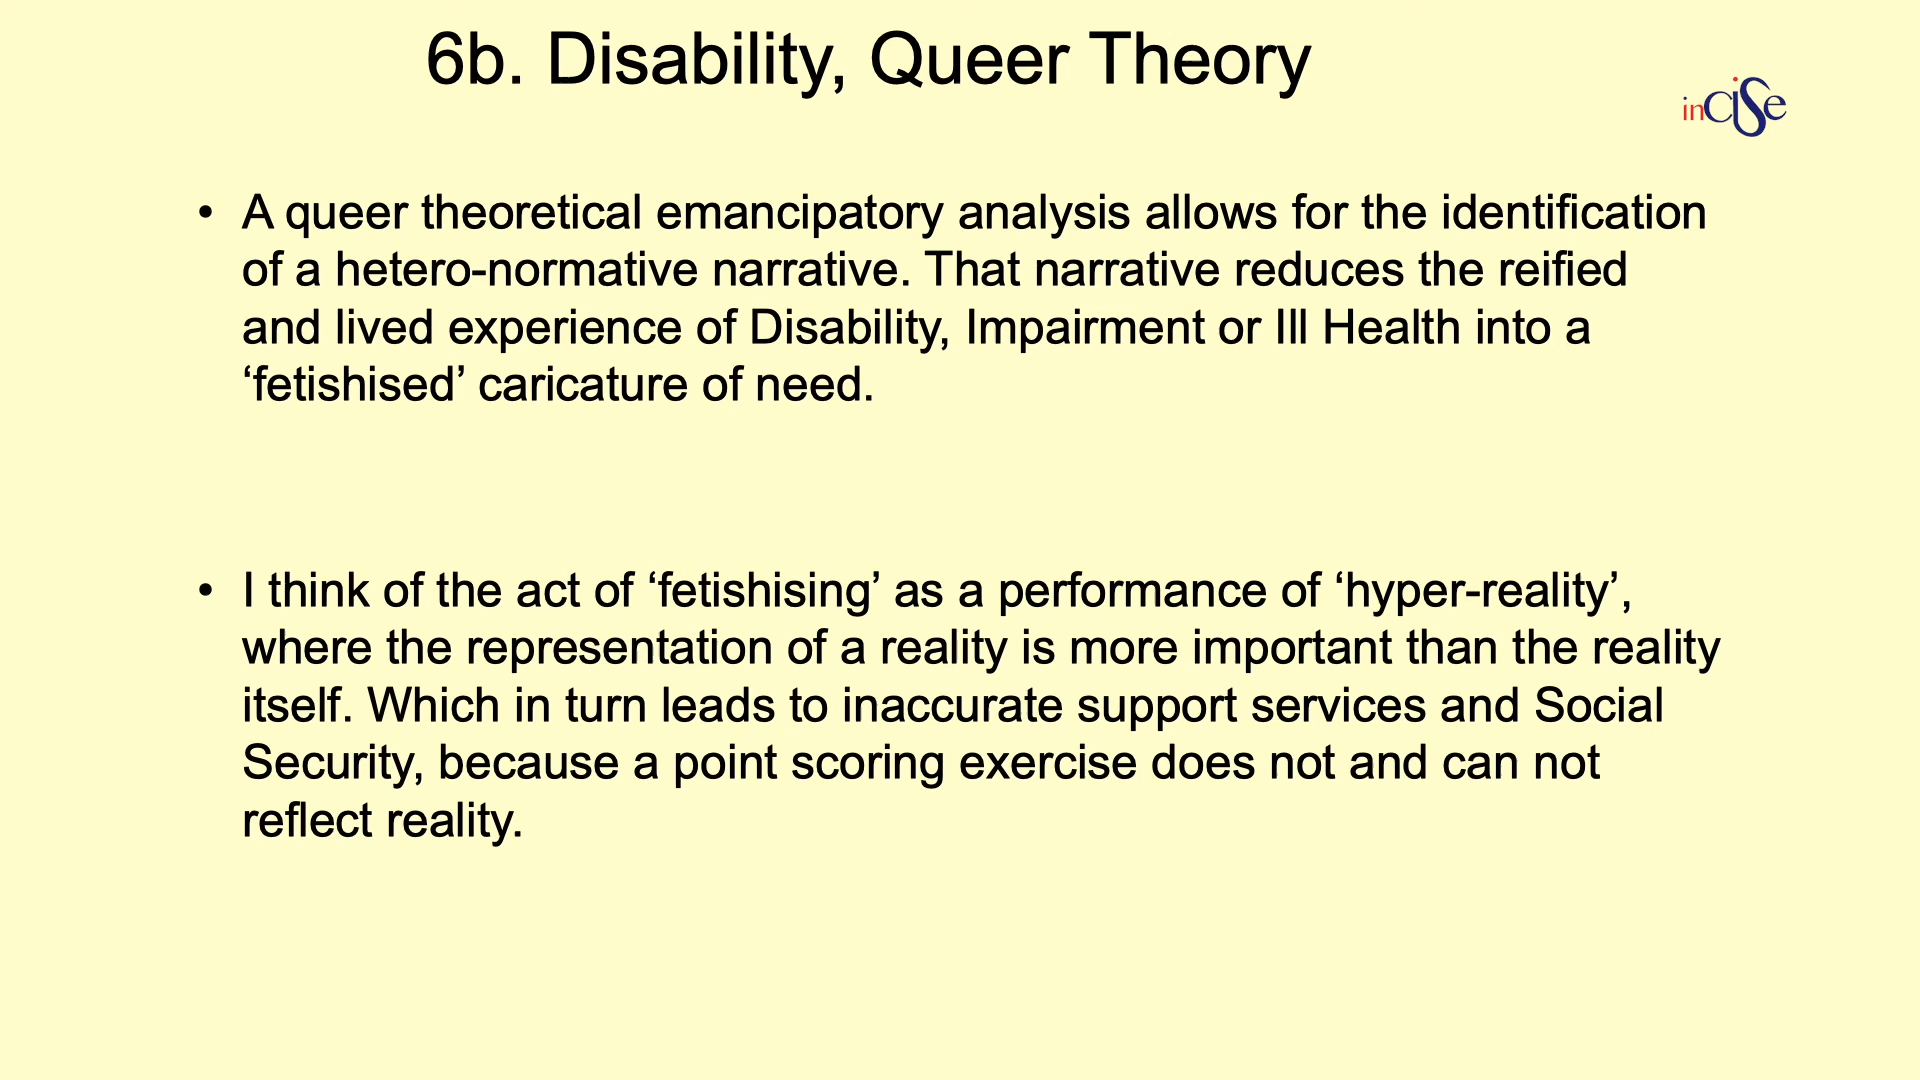 6b. Disability, Queer Theory
inCiSe
• A queer theoretical emancipatory analysis allows for the identification
of a hetero-normative narrative. That narrative reduces the reified
and lived experience of Disability, Impairment or Ill Health into a
‘fetishised’ caricature of need.
• I think of the act of ‘fetishising’ as a performance of ‘hyper-reality’,
where the representation of a reality is more important than the reality
itself. Which in turn leads to inaccurate support services and Social
Security, because a point scoring exercise does not and can not
reflect reality.